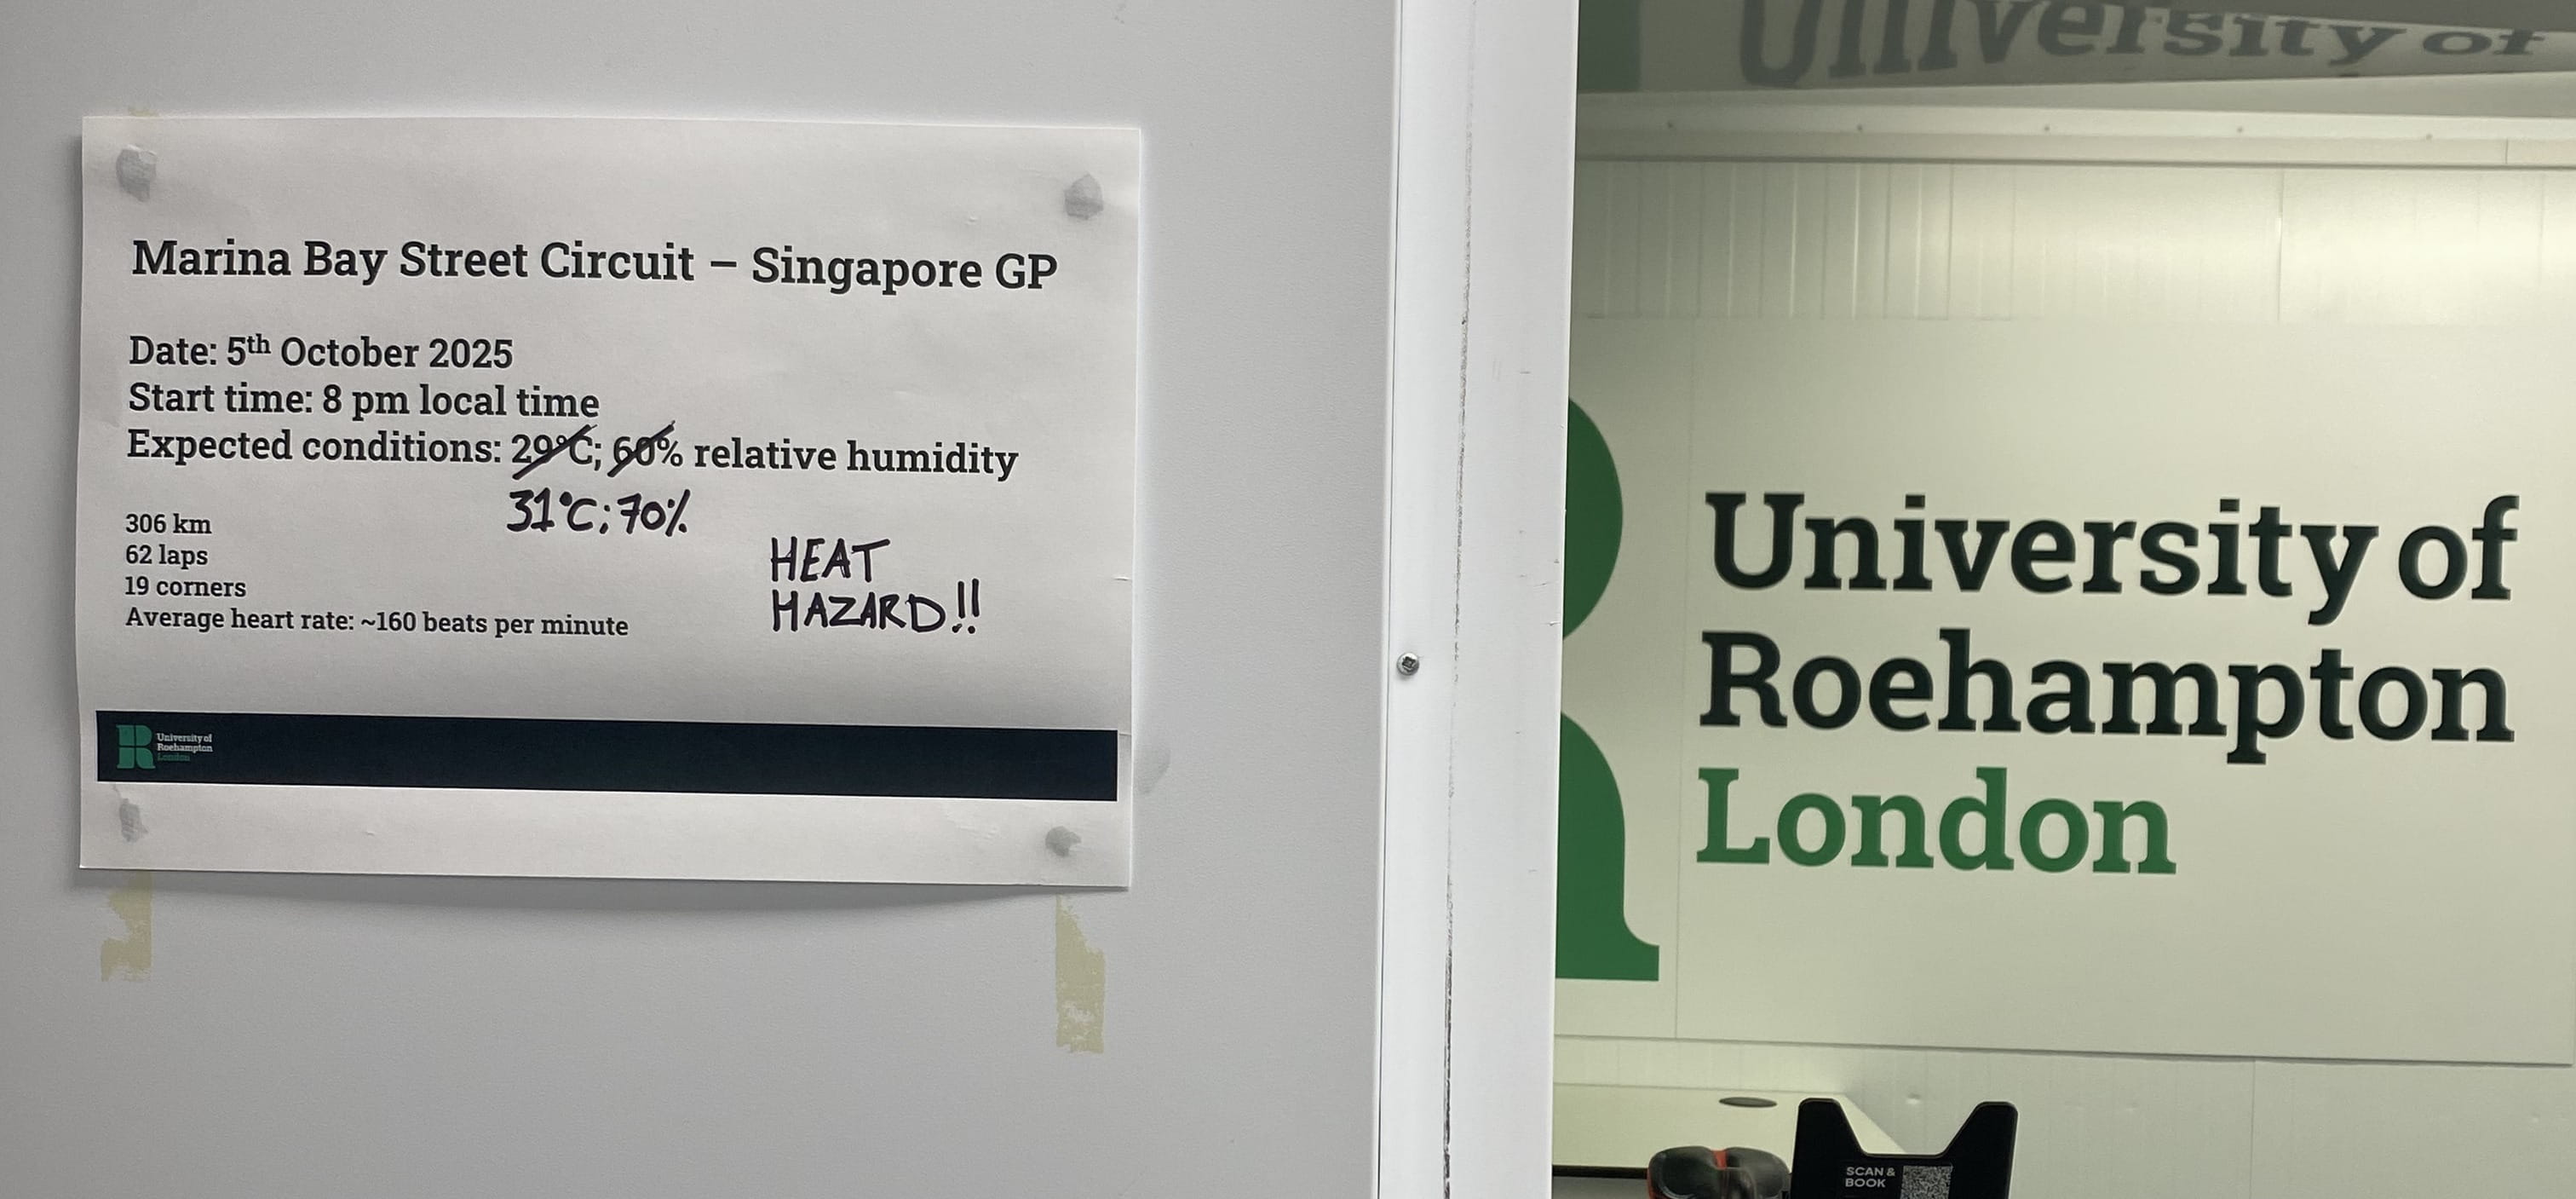 Marina Bay Street Circuit – Singapore GP
Date: 5th October 2025
Start time: 8 pm local time
Expected conditions: 29°C; 60% relative humidity
31°C; 70%
306 km
62 laps
19 corners
Average heart rate: ~160 beats per minute
HEAT
HAZARD!!
University of
Roehampton
London
University of
University of
Roehampton
London
SCAN &
BOOK